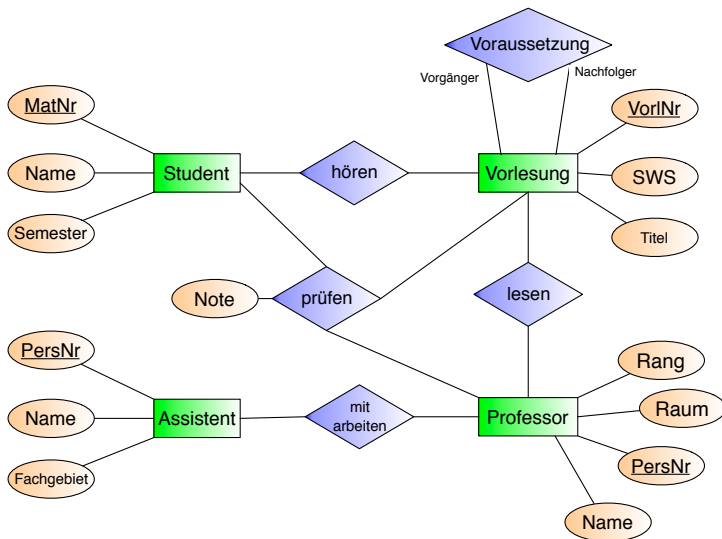 Voraussetzung
Vorgänger
Nachfolger
MatNr
VorlNr
Name
Student
hören
Vorlesung
SWS
Semester
Titel
Note
prüfen
lesen
PersNr
Rang
Name
Assistent
mit
arbeiten
Professor
Raum
Fachgebiet
PersNr
Name